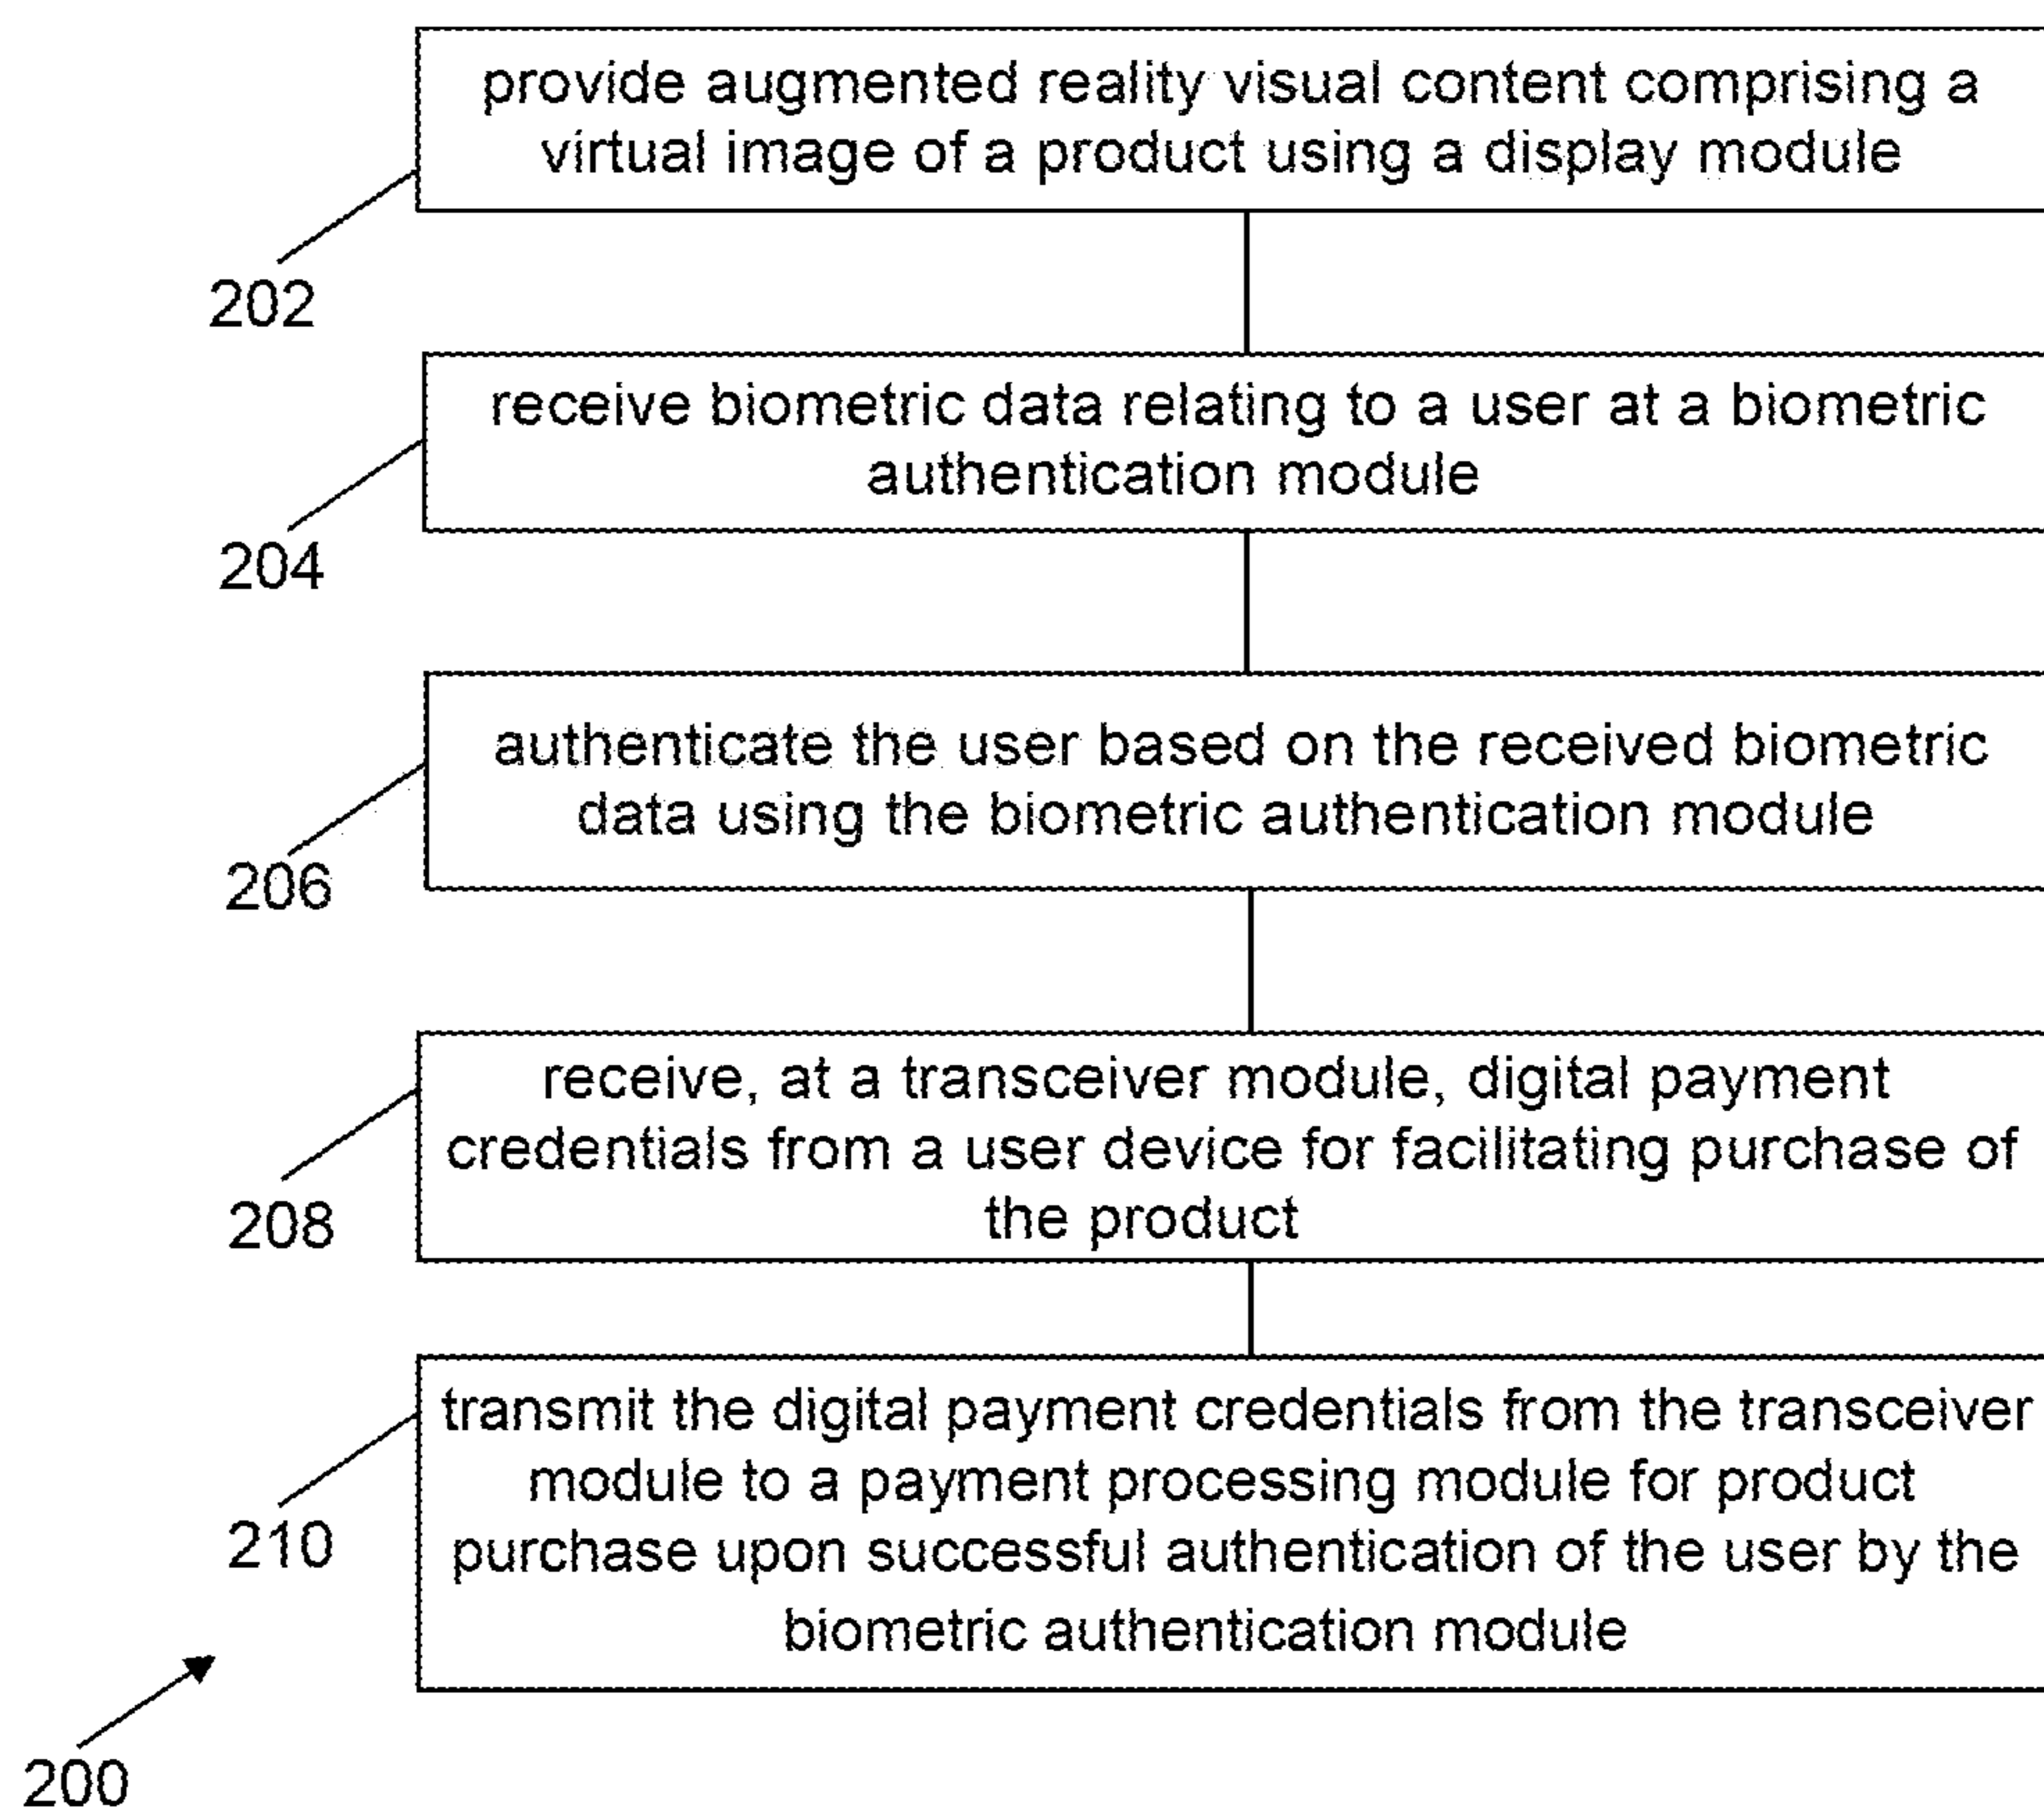 provide augmented reality visual content comprising a
virtual image of a product using a display module
202
receive biometric data relating to a user at a biometric
authentication module
204
authenticate the user based on the received biometric
data using the biometric authentication module
206
receive, at a transceiver module, digital payment
credentials from a user device for facilitating purchase of
the product
208
transmit the digital payment credentials from the transceiver
module to a payment processing module for product
purchase upon successful authentication of the user by the
biometric authentication module
210
200